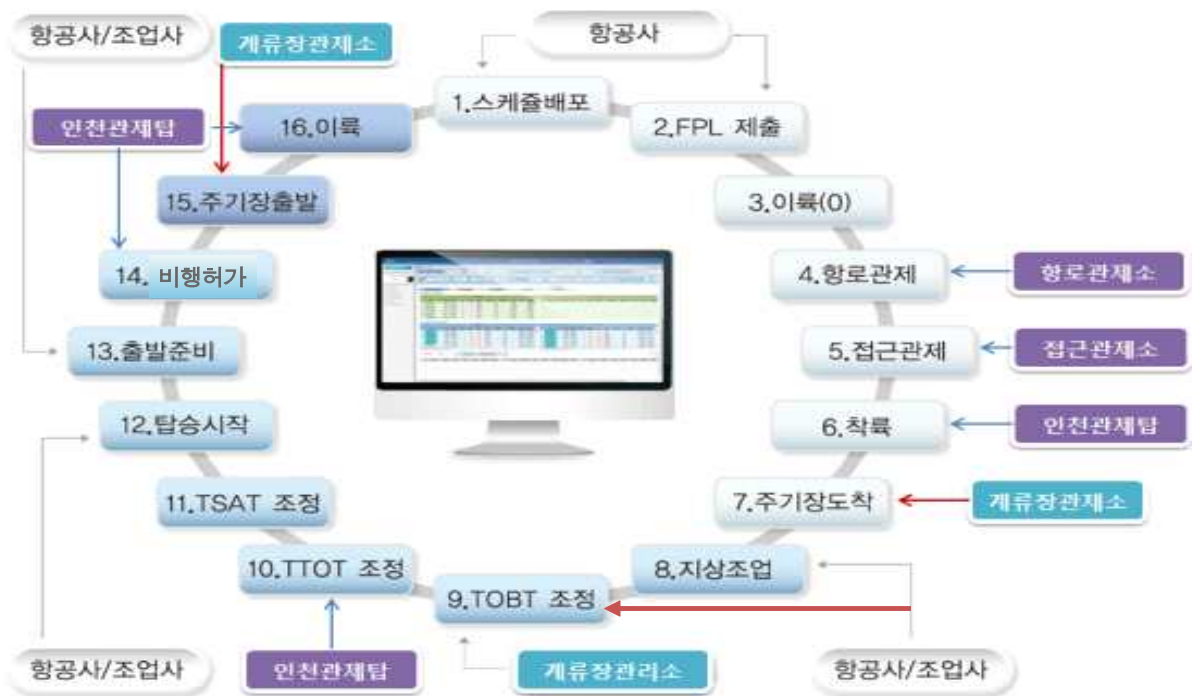 항공사/조업사
계류장관제소
항공사
1.스케쥴배포
인천관제탑
16.이륙
2.FPL 제출
15.주기장출발
3.이륙(0)
14. 비행허가
4.항로관제
항로관제소
13.출발준비
5.접근관제
접근관제소
12.탑승시작
6.착륙
인천관제탑
11.TSAT 조정
7.주기장도착
계류장관제소
10.TTOT 조정
8.지상조업
9.TOBT 조정
항공사/조업사
인천관제탑
계류장관리소
항공사/조업사